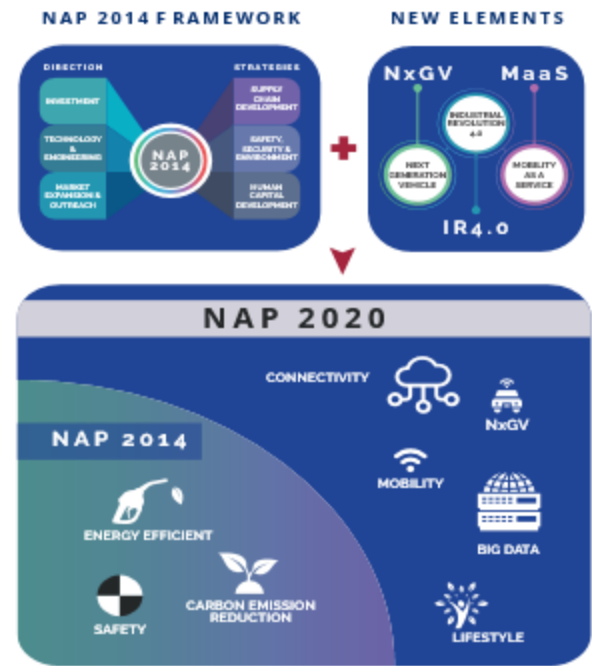 NAP 2014 FRAMEWORK
NEW ELEMENTS
DIRECTION
STRATEGIES
INVESTMENT
TECHNOLOGY
&
ENGINEERING
MARKET
EXPANSION &
OUTREACH
NAP
2014
SUPPLY
CHAIN
DEVELOPMENT
SAFETY,
SECURITY &
ENVIRONMENT
HUMAN
CAPITAL
DEVELOPMENT
NxGV
MaaS
INDUSTRIAL
REVOLUTION
4.0
NEXT
GENERATION
VEHICLE
MOBILITY
AS A
SERVICE
IR4.0
NAP 2020
CONNECTIVITY
NxGV
NAP 2014
MOBILITY
ENERGY EFFICIENT
BIG DATA
CARBON EMISSION
REDUCTION
SAFETY
LIFESTYLE